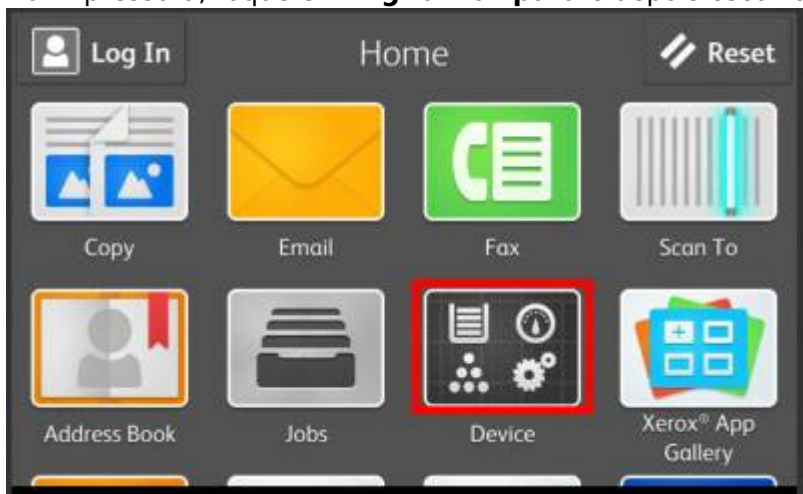 Log In
Home
Reset
Copy
Email
Fax
Scan To
Address Book
Jobs
Device
Xerox® App
Gallery